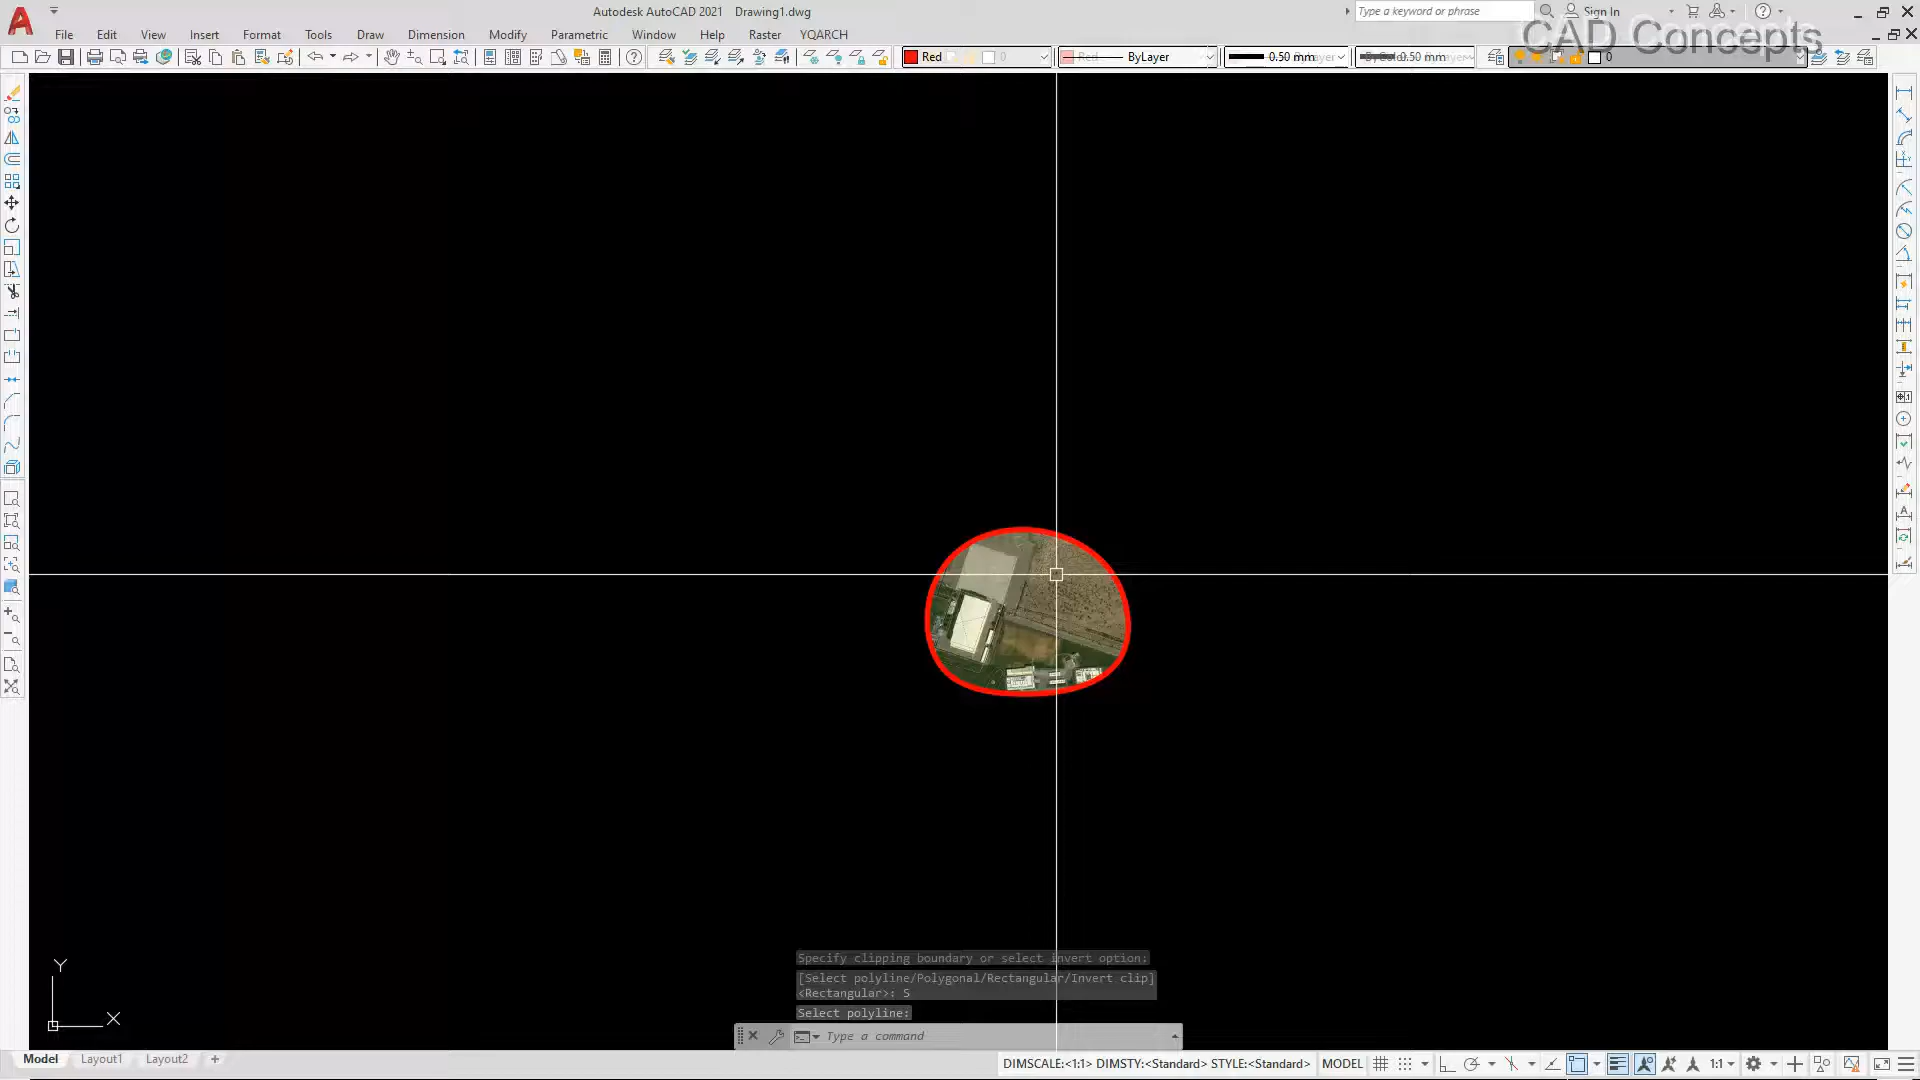 Autodesk AutoCAD 2021 Drawing1.dwg
Type a keyword or phrase
Sign In
File Edit View Insert Format Tools Draw Dimension Modify Parametric Window Help Raster YQARCH
CAD Concepts
Red
ByLayer
0.50 mm
0.50 mm
0
Specify clipping boundary or select invert option:
[Select polyline/Polygonal/Rectangular/Invert clip]
<Rectangular>: S
Select polyline:
Type a command
Y
X
Model Layout1 Layout2 +
DIMSCALE:<1:1> DIMSTY:<Standard> STYLE:<Standard> MODEL 1:1